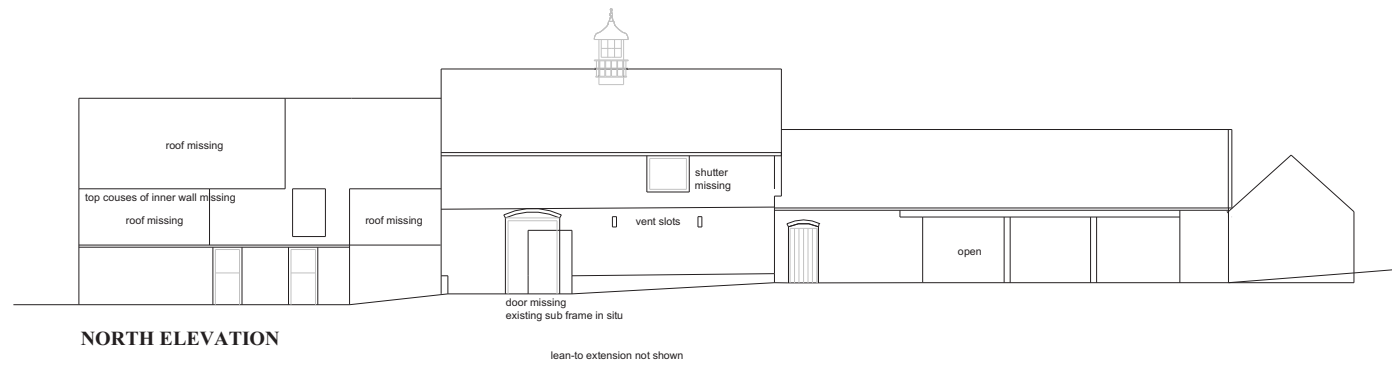 roof missing
top couses of inner wall missing
roof missing
roof missing
shutter
missing
vent slots
open
door missing
existing sub frame in situ
NORTH ELEVATION
lean-to extension not shown